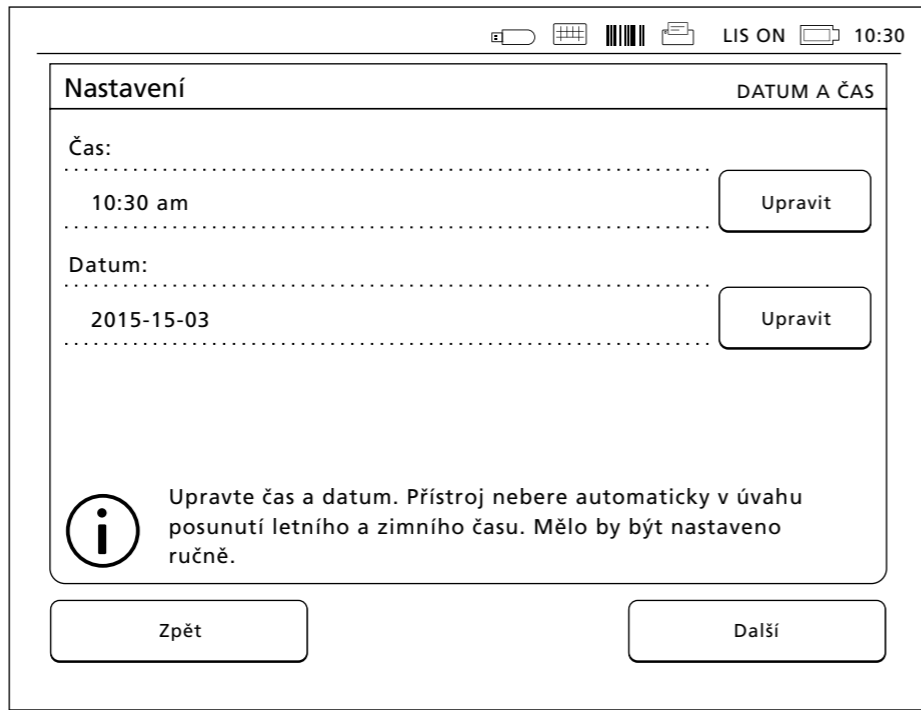 LIS ON 10:30
Nastavení DATUM A ČAS
Čas:
10:30 am Upravit
Datum:
2015-15-03 Upravit
Upravte čas a datum. Přístroj nebere automaticky v úvahu
posunutí letního a zimního času. Mělo by být nastaveno
ručně.
Zpět Další